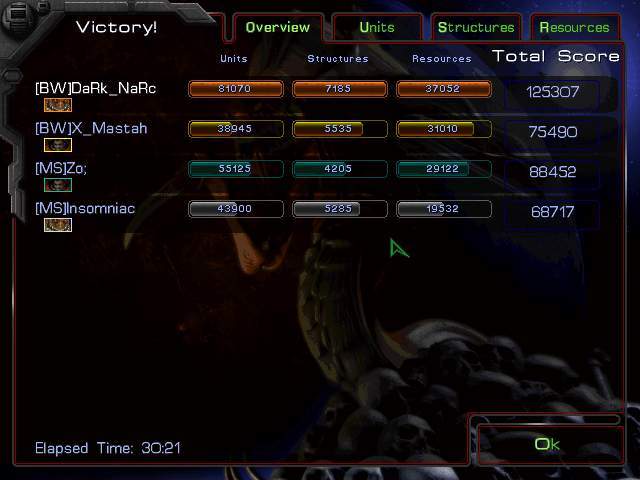 Victory!
Overview Units Structures Resources
Units Structures Resources Total Score
[BW]DaRk_NaRc 81070 7185 37052 125307
[BW]X_Mastah 38945 5535 31010 75490
[MS]Zo; 55125 4205 29122 88452
[MS]Insomniac 43900 5285 19532 68717
Elapsed Time: 30:21
Ok